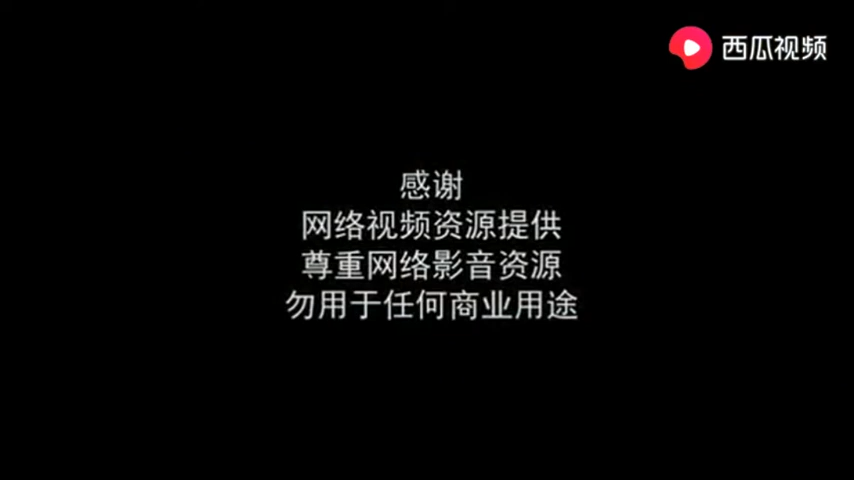 西瓜视频
感谢
网络视频资源提供
尊重网络影音资源
勿用于任何商业用途